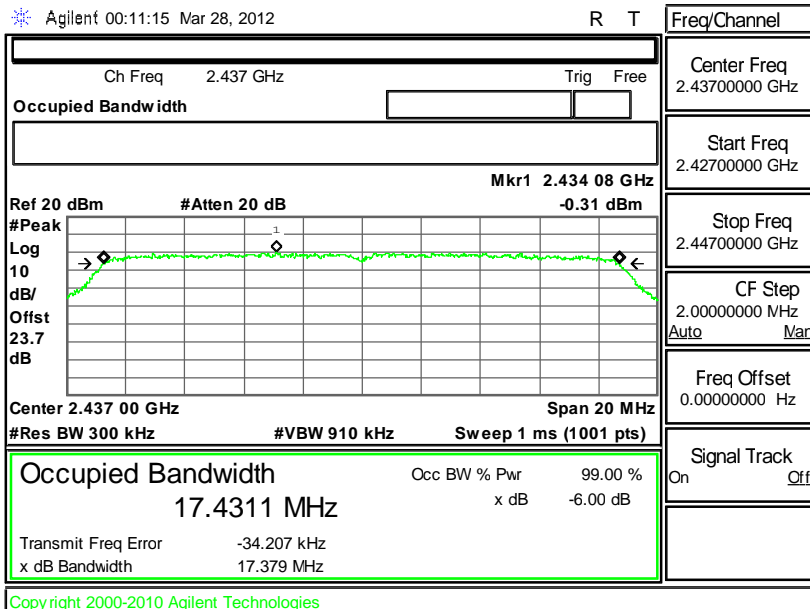 Agilent 00:11:15 Mar 28, 2012 R T
Ch Freq 2.437 GHz Trig Free
Occupied Bandwidth
Mkr1 2.434 08 GHz
Ref 20 dBm #Atten 20 dB -0.31 dBm
#Peak
Log
10
dB/
Offst
23.7
dB
1
Center 2.437 00 GHz Span 20 MHz
#Res BW 300 kHz #VBW 910 kHz Sweep 1 ms (1001 pts)
Occupied Bandwidth
17.4311 MHz
Occ BW % Pwr 99.00 %
x dB -6.00 dB
Transmit Freq Error -34.207 kHz
x dB Bandwidth 17.379 MHz
Copyright 2000-2010 Agilent Technologies
Freq/Channel
Center Freq
2.43700000 GHz
Start Freq
2.42700000 GHz
Stop Freq
2.44700000 GHz
CF Step
2.00000000 MHz
Auto Man
Freq Offset
0.00000000 Hz
Signal Track
On Off